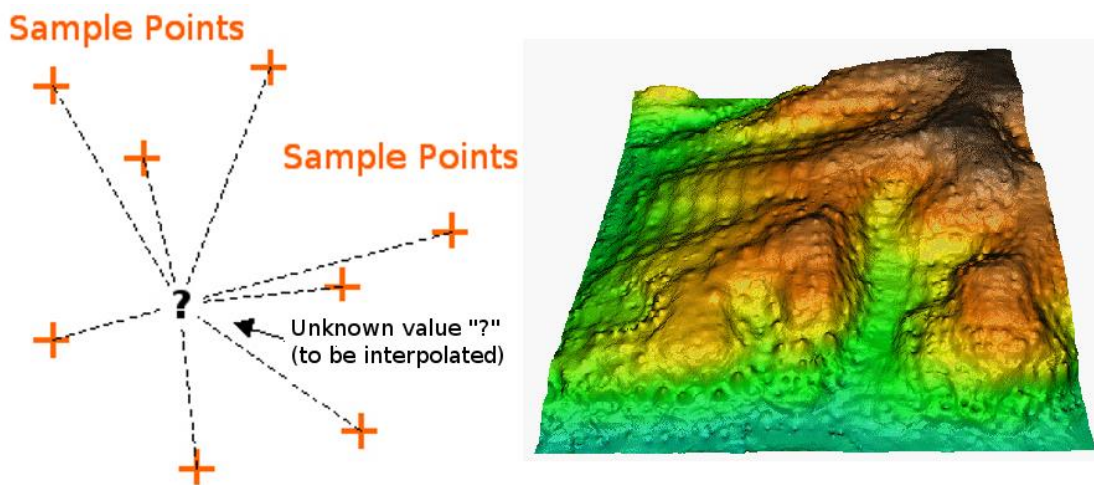 Sample Points
Sample Points
?
Unknown value "?"
(to be interpolated)